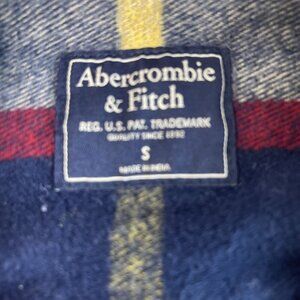 Abercrombie
& Fitch
REG. U.S. PAT. TRADEMARK
QUALITY SINCE 1892
S
MADE IN INDIA